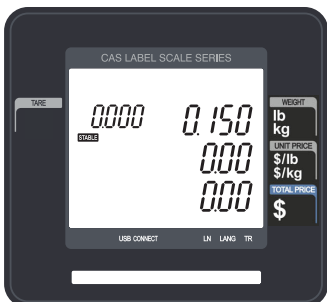 CAS LABEL SCALE SERIES
TARE
0.000
0.150
WEIGHT
lb
kg
STABLE
0.00
UNIT PRICE
$/lb
$/kg
0.00
TOTAL PRICE
$
USB CONNECT
LN LANG TR